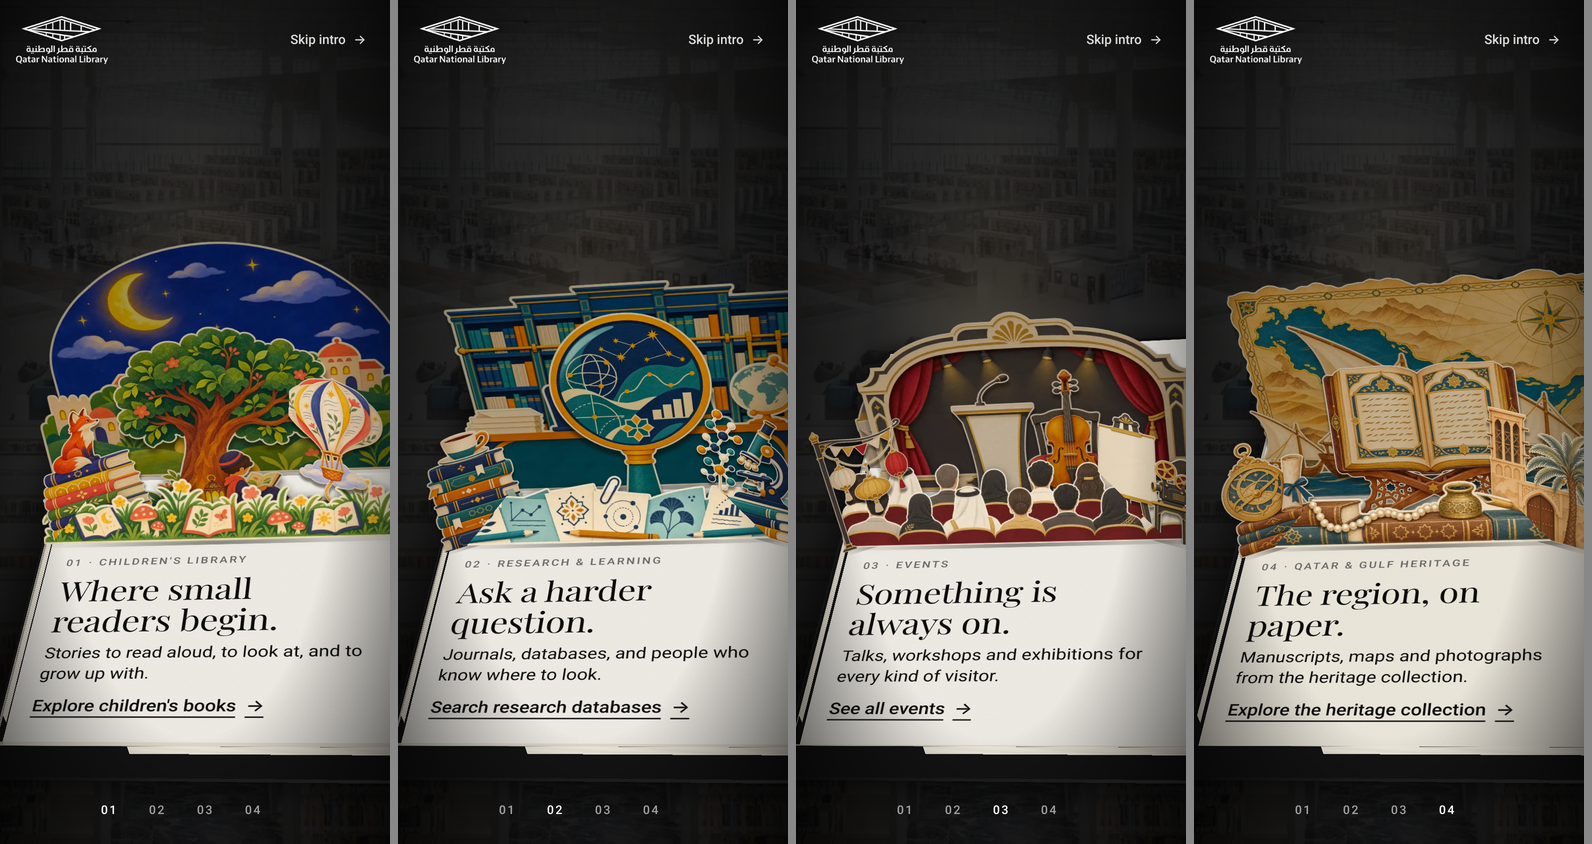 مكتبة قطر الوطنية
Qatar National Library
Skip intro →
01 · CHILDREN'S LIBRARY
Where small
readers begin.
Stories to read aloud, to look at, and to
grow up with.
Explore children's books →
01 02 03 04
مكتبة قطر الوطنية
Qatar National Library
Skip intro →
02 · RESEARCH & LEARNING
Ask a harder
question.
Journals, databases, and people who
know where to look.
Search research databases →
01 02 03 04
مكتبة قطر الوطنية
Qatar National Library
Skip intro →
03 · EVENTS
Something is
always on.
Talks, workshops and exhibitions for
every kind of visitor.
See all events →
01 02 03 04
مكتبة قطر الوطنية
Qatar National Library
Skip intro →
04 · QATAR & GULF HERITAGE
The region, on
paper.
Manuscripts, maps and photographs
from the heritage collection.
Explore the heritage collection →
01 02 03 04